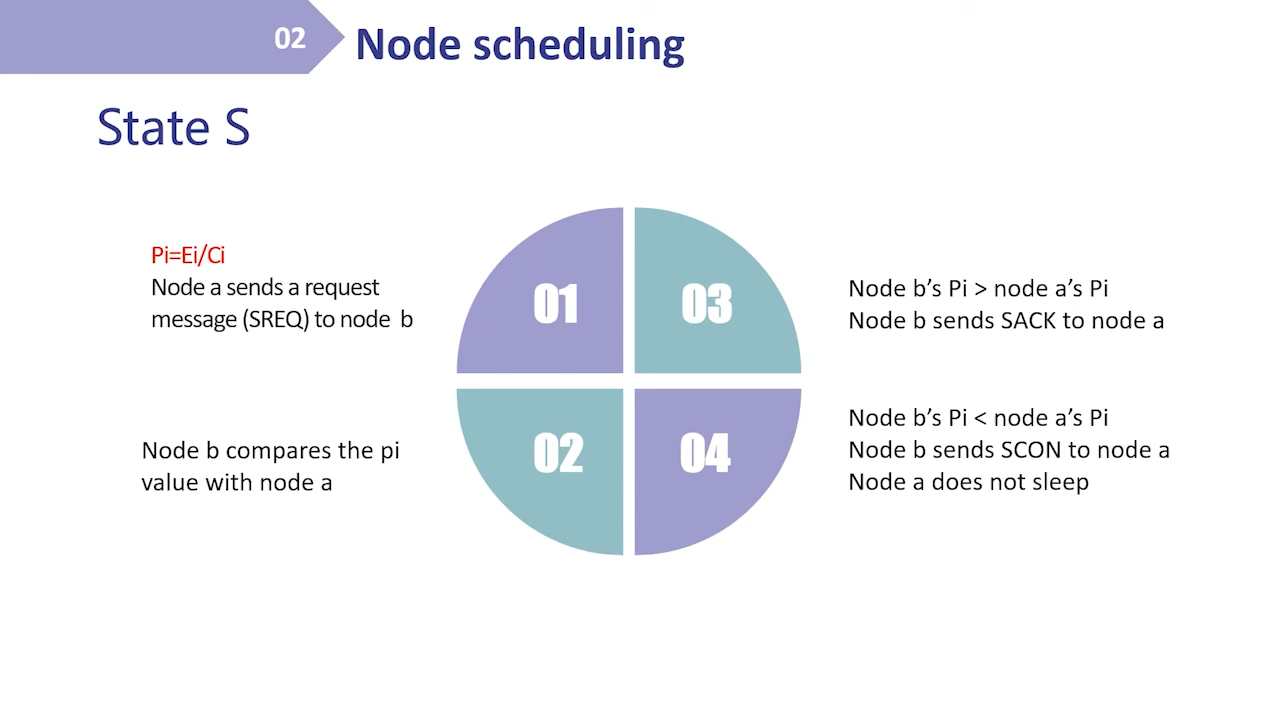 02
Node scheduling
State S
Pi=Ei/Ci
Node a sends a request
message (SREQ) to node b
01
Node b compares the pi
value with node a
02
03
Node b’s Pi > node a’s Pi
Node b sends SACK to node a
04
Node b’s Pi < node a’s Pi
Node b sends SCON to node a
Node a does not sleep